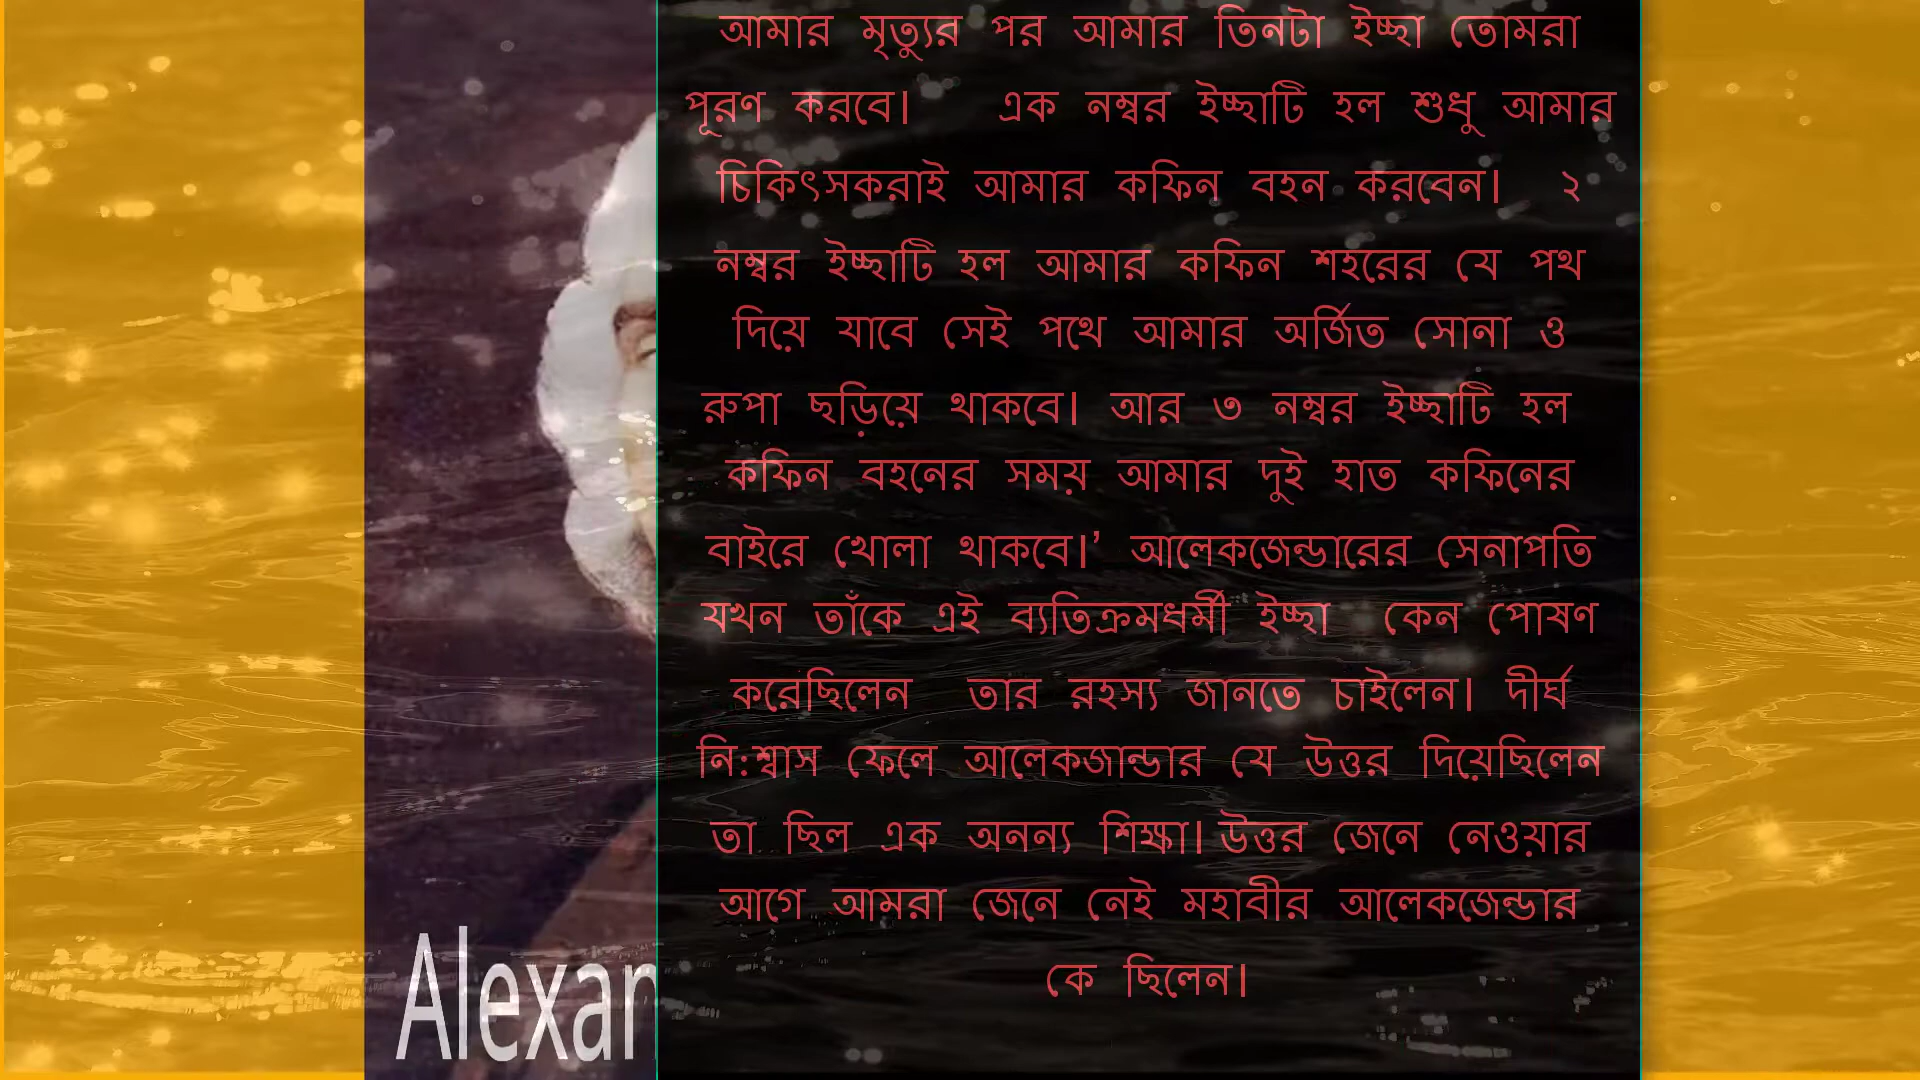 আমার মৃত্যুর পর আমার তিনটা ইচ্ছা তোমরা
পূরণ করবে। এক নম্বর ইচ্ছাটি হল শুধু আমার
চিকিৎসকরাই আমার কফিন বহন করবেন। ২
নম্বর ইচ্ছাটি হল আমার কফিন শহরের যে পথ
দিয়ে যাবে সেই পথে আমার অর্জিত সোনা ও
রুপা ছড়িয়ে থাকবে। আর ৩ নম্বর ইচ্ছাটি হল
কফিন বহনের সময় আমার দুই হাত কফিনের
বাইরে খোলা থাকবে।’ আলেকজেন্ডারের সেনাপতি
যখন তাঁকে এই ব্যতিক্রমধর্মী ইচ্ছা কেন পোষণ
করেছিলেন তার রহস্য জানতে চাইলেন। দীর্ঘ
নি:শ্বাস ফেলে আলেকজান্ডার যে উত্তর দিয়েছিলেন
তা ছিল এক অনন্য শিক্ষা। উত্তর জেনে নেওয়ার
আগে আমরা জেনে নেই মহাবীর আলেকজেন্ডার
কে ছিলেন।
Alexan